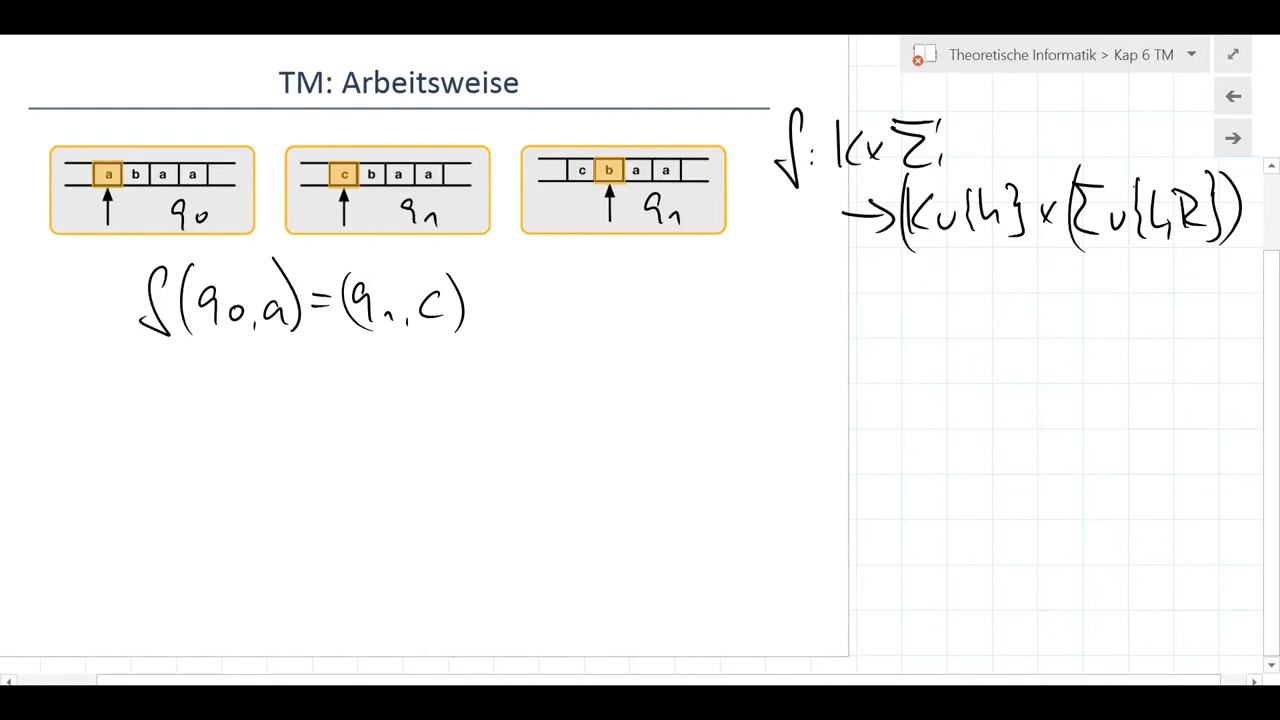 Theoretische Informatik > Kap 6 TM
TM: Arbeitsweise
a b a a
q₀
c b a a
q₁
c b a a
q₁
δ: K × Σ
→ (K ∪ {h} × (Σ ∪ {L, R}))
δ(q₀, a) = (q₁, c)